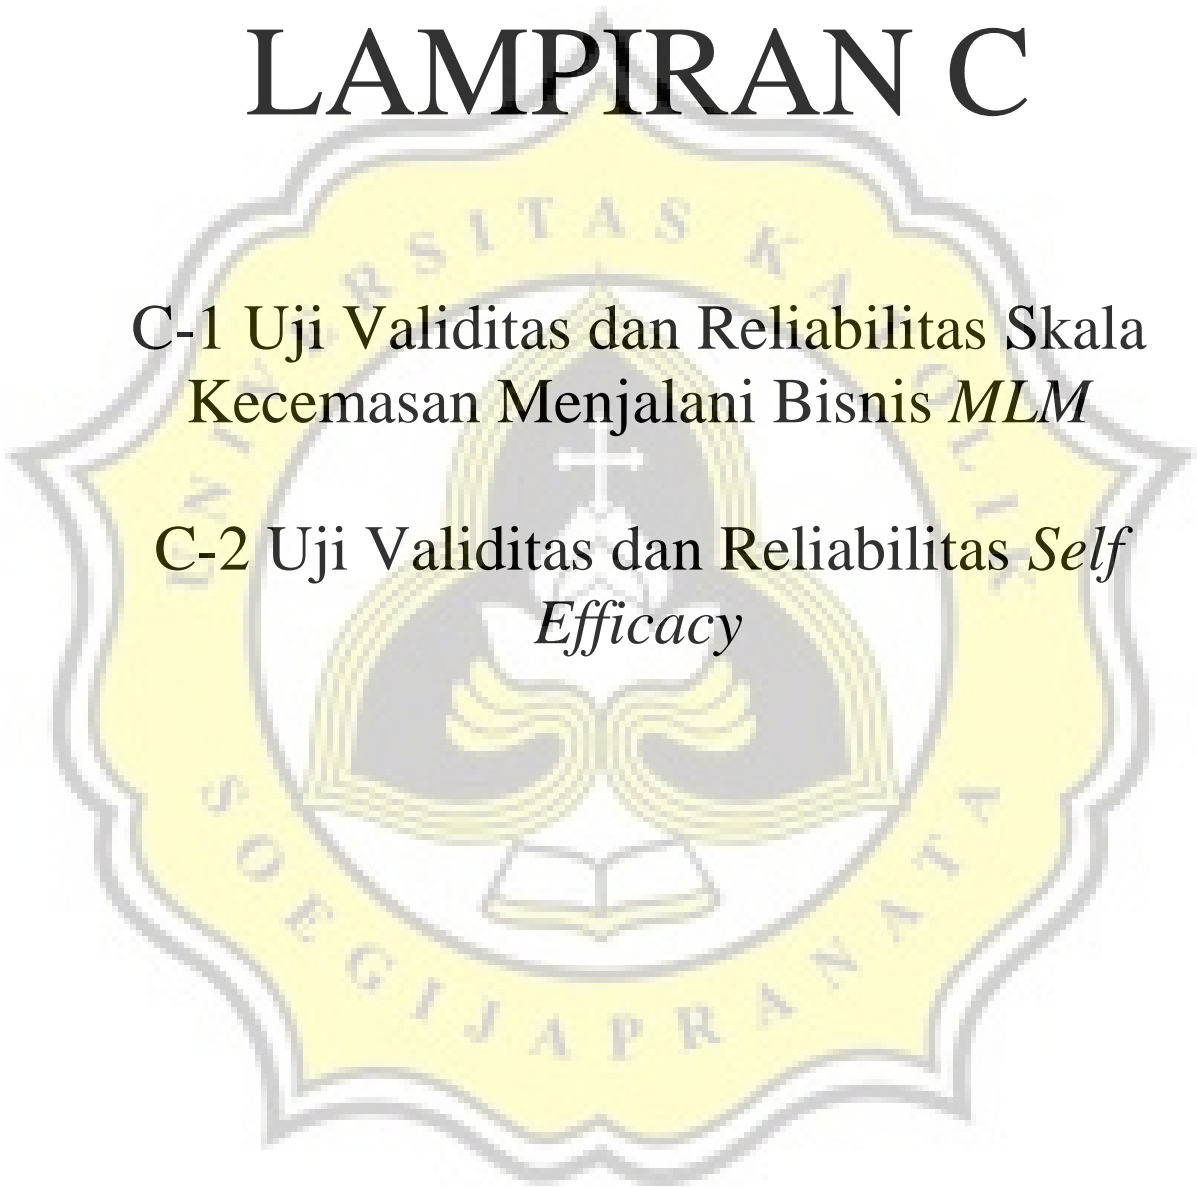 LAMPIRAN C
C-1 Uji Validitas dan Reliabilitas Skala
Kecemasan Menjalani Bisnis MLM
C-2 Uji Validitas dan Reliabilitas Self
Efficacy
UNIVERSITAS KATOLIK
SOEGIJAPRANATA